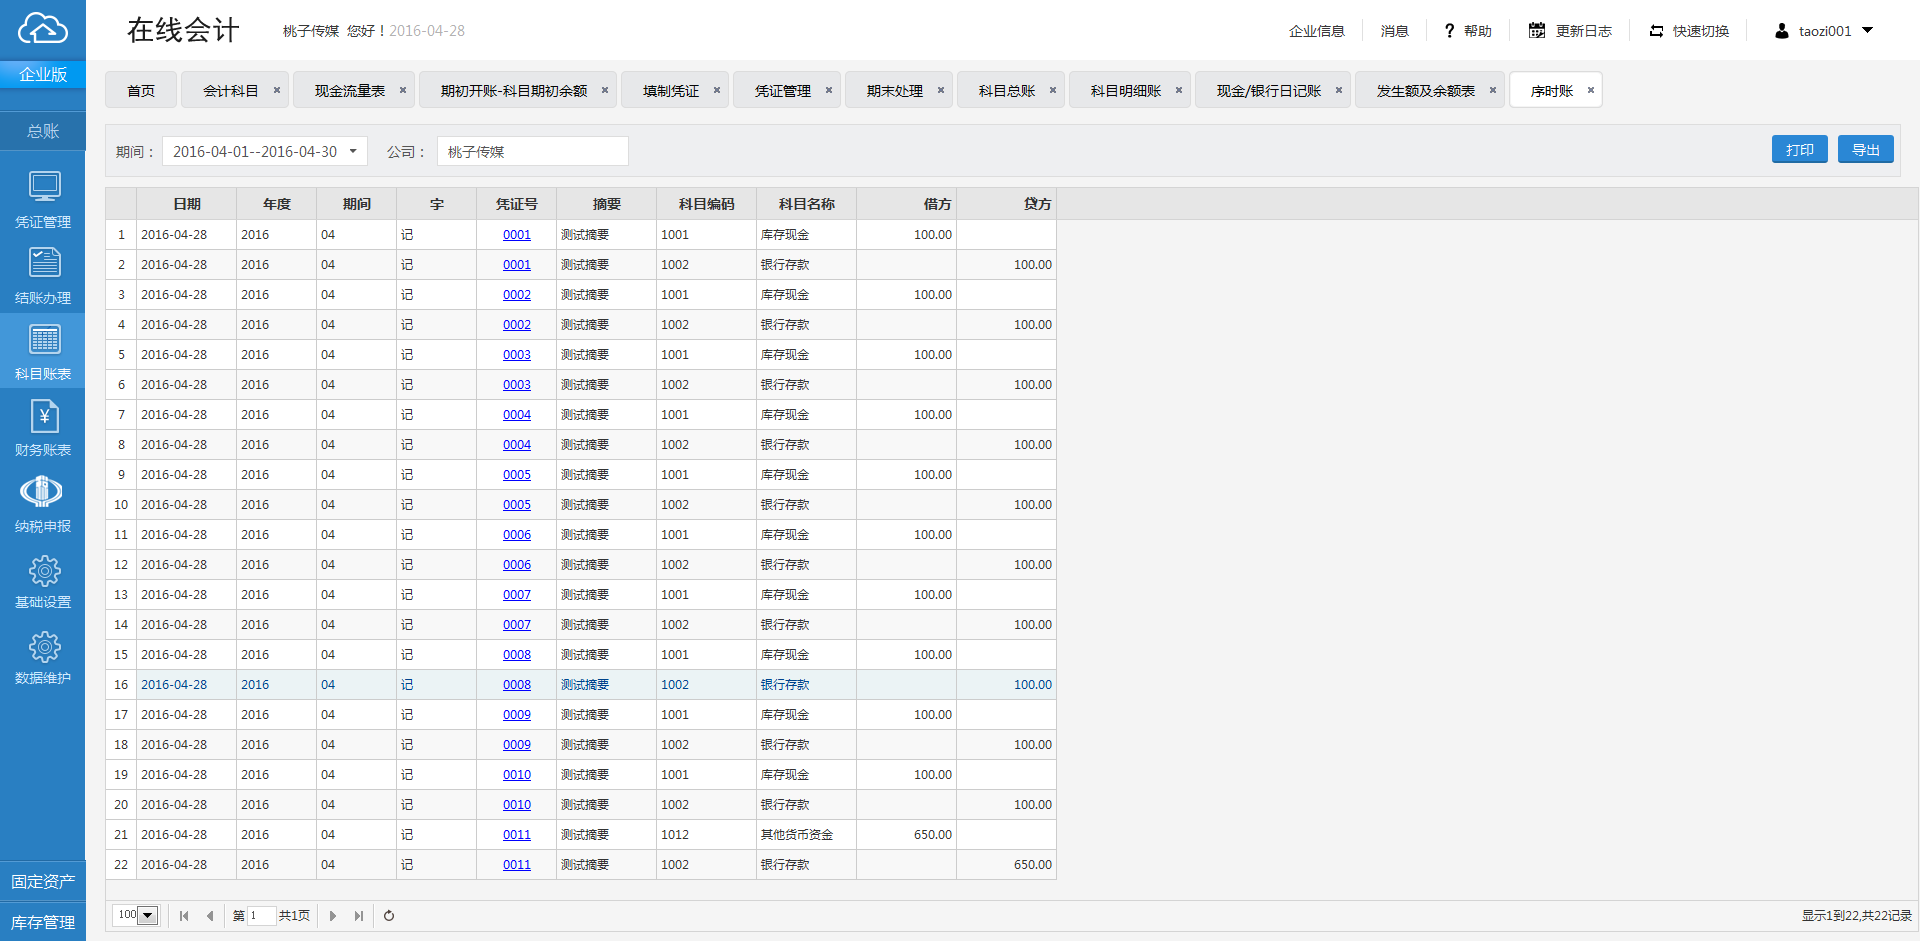 在线会计 桃子传媒 您好！2016-04-28 企业信息 消息 ? 帮助 更新日志 快速切换 taozi001
企业版
首页 会计科目 × 现金流量表 × 期初开账-科目期初余额 × 填制凭证 × 凭证管理 × 期末处理 × 科目总账 × 科目明细账 × 现金/银行日记账 × 发生额及余额表 × 序时账 ×
总账
凭证管理
结账办理
科目账表
财务账表
纳税申报
基础设置
数据维护
固定资产
库存管理
期间： 2016-04-01--2016-04-30 公司： 桃子传媒 打印 导出
日期 年度 期间 字 凭证号 摘要 科目编码 科目名称 借方 贷方
1 2016-04-28 2016 04 记 0001 测试摘要 1001 库存现金 100.00
2 2016-04-28 2016 04 记 0001 测试摘要 1002 银行存款 100.00
3 2016-04-28 2016 04 记 0002 测试摘要 1001 库存现金 100.00
4 2016-04-28 2016 04 记 0002 测试摘要 1002 银行存款 100.00
5 2016-04-28 2016 04 记 0003 测试摘要 1001 库存现金 100.00
6 2016-04-28 2016 04 记 0003 测试摘要 1002 银行存款 100.00
7 2016-04-28 2016 04 记 0004 测试摘要 1001 库存现金 100.00
8 2016-04-28 2016 04 记 0004 测试摘要 1002 银行存款 100.00
9 2016-04-28 2016 04 记 0005 测试摘要 1001 库存现金 100.00
10 2016-04-28 2016 04 记 0005 测试摘要 1002 银行存款 100.00
11 2016-04-28 2016 04 记 0006 测试摘要 1001 库存现金 100.00
12 2016-04-28 2016 04 记 0006 测试摘要 1002 银行存款 100.00
13 2016-04-28 2016 04 记 0007 测试摘要 1001 库存现金 100.00
14 2016-04-28 2016 04 记 0007 测试摘要 1002 银行存款 100.00
15 2016-04-28 2016 04 记 0008 测试摘要 1001 库存现金 100.00
16 2016-04-28 2016 04 记 0008 测试摘要 1002 银行存款 100.00
17 2016-04-28 2016 04 记 0009 测试摘要 1001 库存现金 100.00
18 2016-04-28 2016 04 记 0009 测试摘要 1002 银行存款 100.00
19 2016-04-28 2016 04 记 0010 测试摘要 1001 库存现金 100.00
20 2016-04-28 2016 04 记 0010 测试摘要 1002 银行存款 100.00
21 2016-04-28 2016 04 记 0011 测试摘要 1012 其他货币资金 650.00
22 2016-04-28 2016 04 记 0011 测试摘要 1002 银行存款 650.00
100 第 1 共1页 显示1到22,共22记录